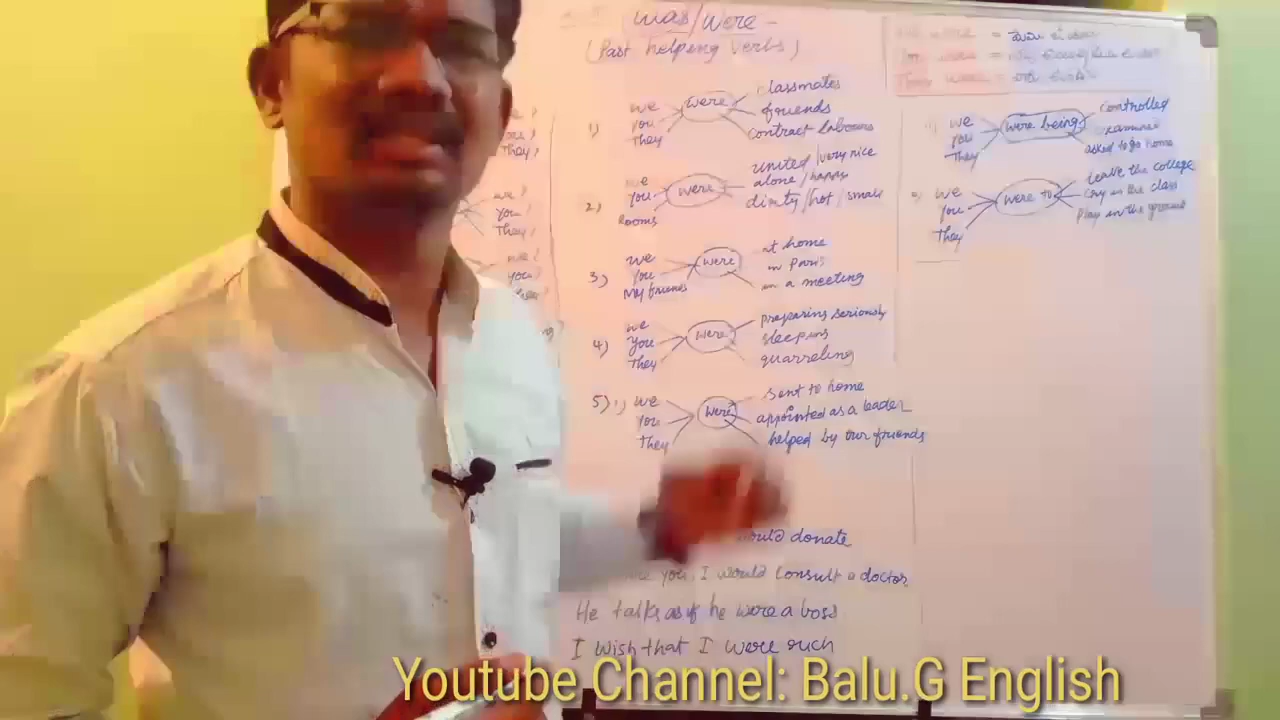 was/were -
(Past helping verbs)
1) we
you
They
were
classmates
friends
contract labours
2) we
you
Rooms
were
united / very nice
alone / happy
dirty / hot / small
3) we
you
My friends
were
at home
in Paris
in a meeting
4) we
you
They
were
preparing seriously
sleeping
quarreling
5) 1) we
you
They
were
sent to home
appointed as a leader
helped by our friends
would donate
you, I would consult a doctor
He talks as if he were a boss
I wish that I were rich
we
you
They
were being
controlled
examined
asked to go home
we
you
They
were to
leave the college
cry in the class
play in the ground
Youtube Channel: Balu.G English